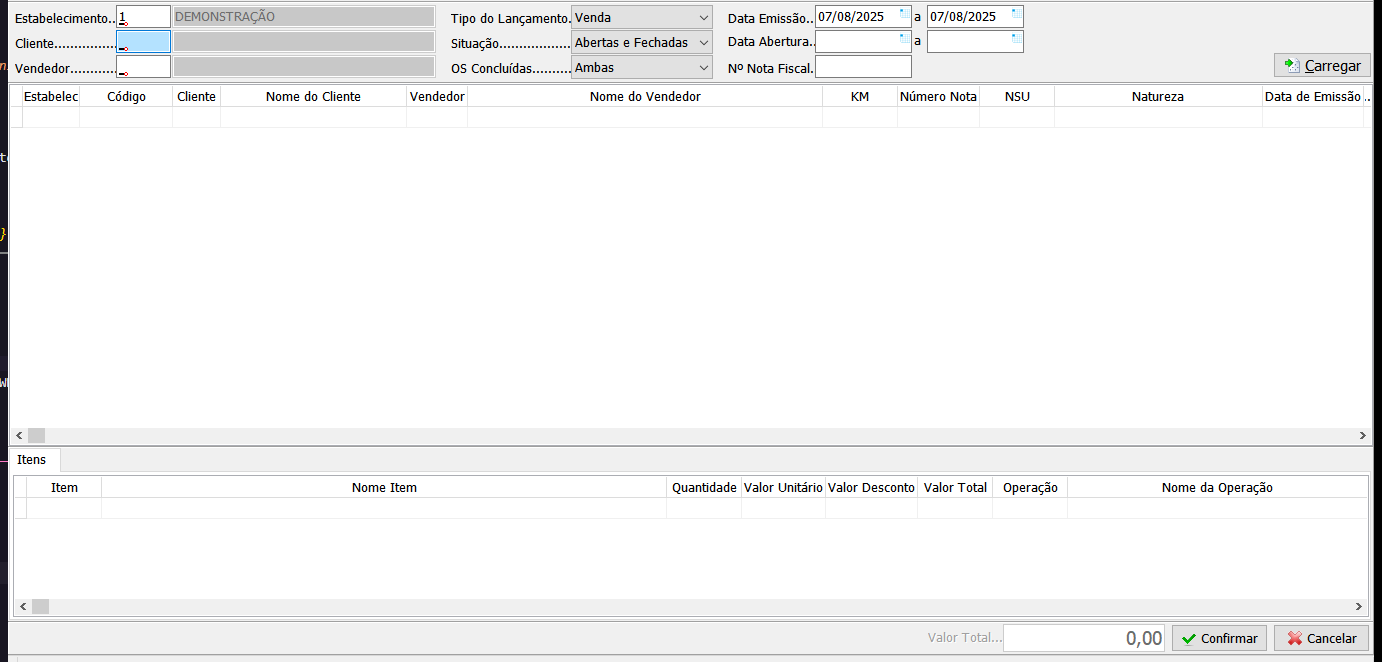 Estabelecimento.. 1 DEMONSTRAÇÃO Tipo do Lançamento. Venda Data Emissão.. 07/08/2025 a 07/08/2025
Cliente.............. Situação.................. Abertas e Fechadas Data Abertura.. a
Vendedor........... OS Concluídas......... Ambas Nº Nota Fiscal. Carregar
Estabelec Código Cliente Nome do Cliente Vendedor Nome do Vendedor KM Número Nota NSU Natureza Data de Emissão ..
Itens
Item Nome Item Quantidade Valor Unitário Valor Desconto Valor Total Operação Nome da Operação
Valor Total... 0,00 Confirmar Cancelar